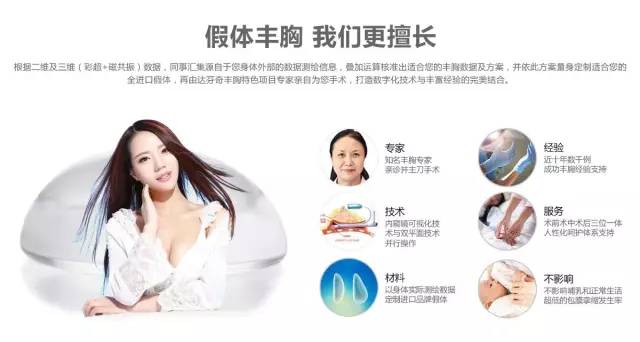 假体丰胸 我们更擅长
根据二维及三维（彩超+磁共振）数据，同事汇集源自于您身体外部的数据测绘信息，叠加运算核准出适合您的丰胸数据及方案，并依此方案量身定制适合您的
全进口假体，再由达芬奇丰胸特色项目专家亲自为您手术，打造数字化技术与丰富经验的完美结合。
专家
知名丰胸专家
亲诊并主刀手术
经验
近十年数千例
成功丰胸经验支持
技术
内窥镜可视化技
术与双平面技术
并行操作
服务
术前术中术后三位一体
人性化呵护体系支持
材料
以身体实际测绘数据
定制进口品牌假体
不影响
不影响哺乳和正常生活
超低的包膜挛缩发生率